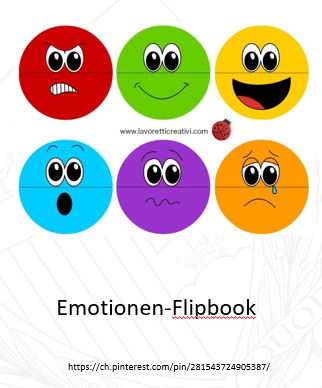 www.lavoretticreativi.com
Emotionen-Flipbook
https://ch.pinterest.com/pin/281543724905387/